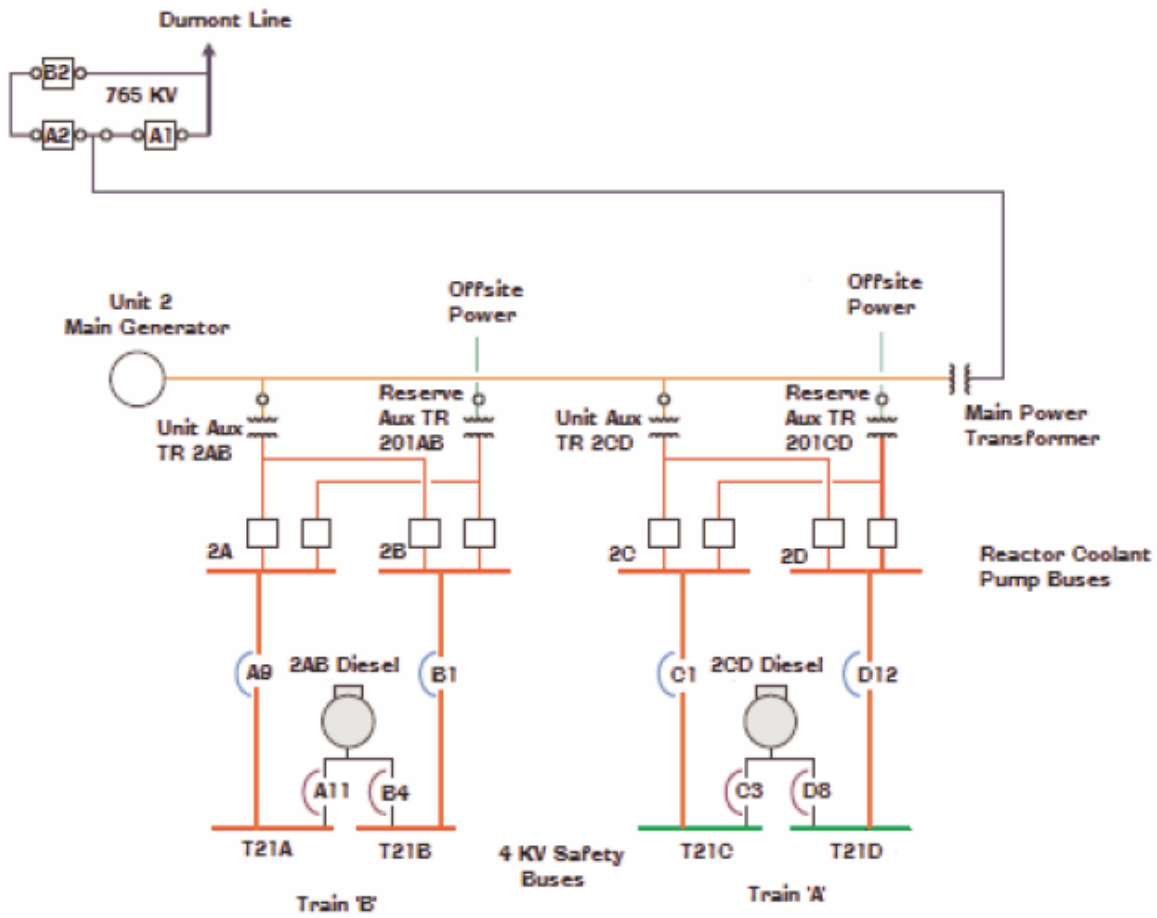 Dumont Line
B2
765 KV
A2
A1
Offsite
Power
Offsite
Power
Unit 2
Main Generator
Reserve
Aux TR
201AB
Reserve
Aux TR
201CD
Unit Aux
TR 2AB
Unit Aux
TR 2CD
Main Power
Transformer
2A
2B
2C
2D
Reactor Coolant
Pump Buses
A9
2AB Diesel
B1
C1
2CD Diesel
D12
A11
B4
C3
D8
T21A
T21B
4 KV Safety
Buses
T21C
T21D
Train 'B'
Train 'A'